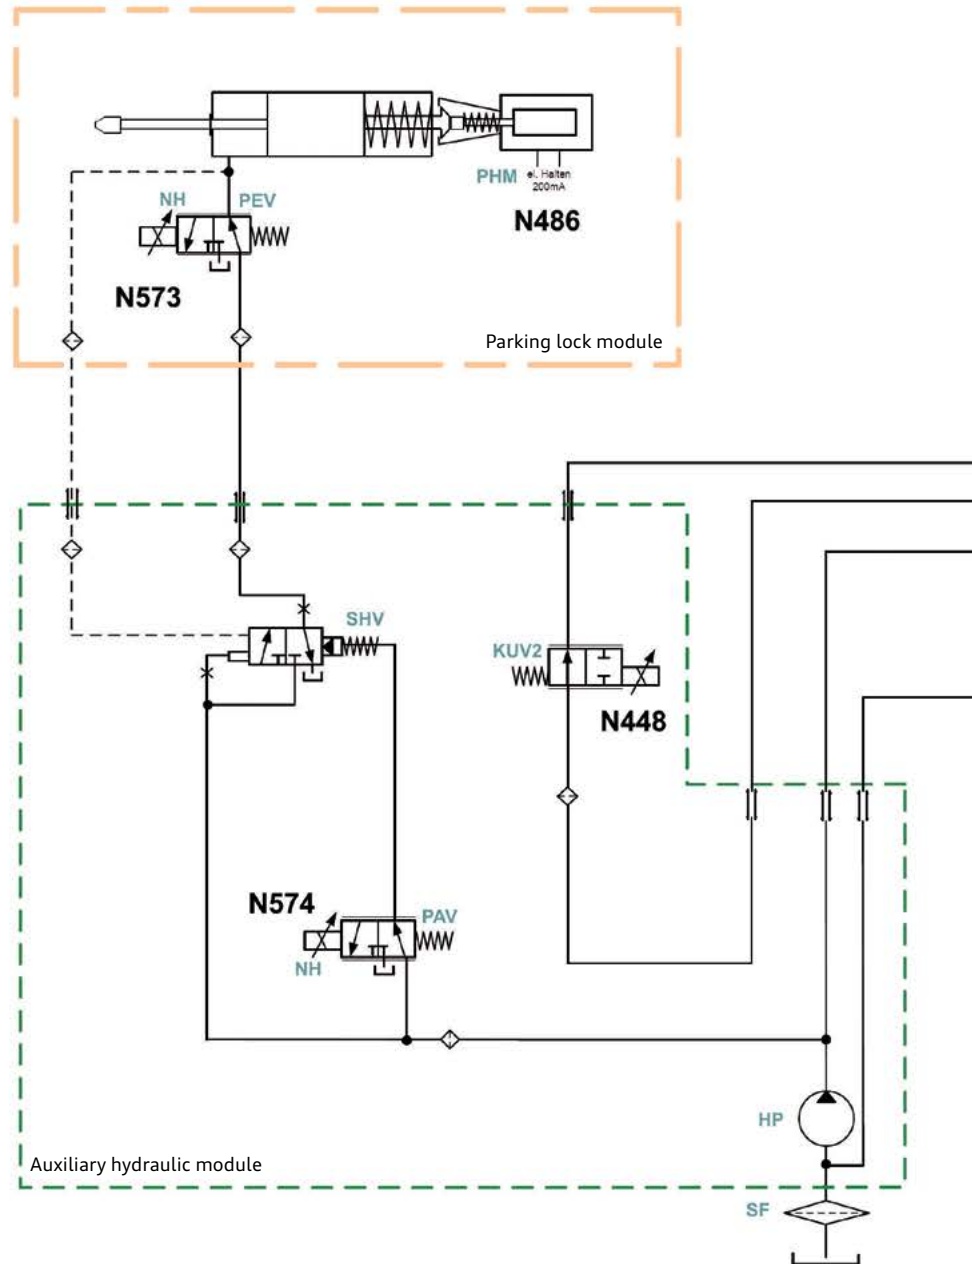 PHM
el. Halten
200mA
N486
NH
PEV
N573
Parking lock module
SHV
KUV2
N448
N574
PAV
NH
HP
Auxiliary hydraulic module
SF